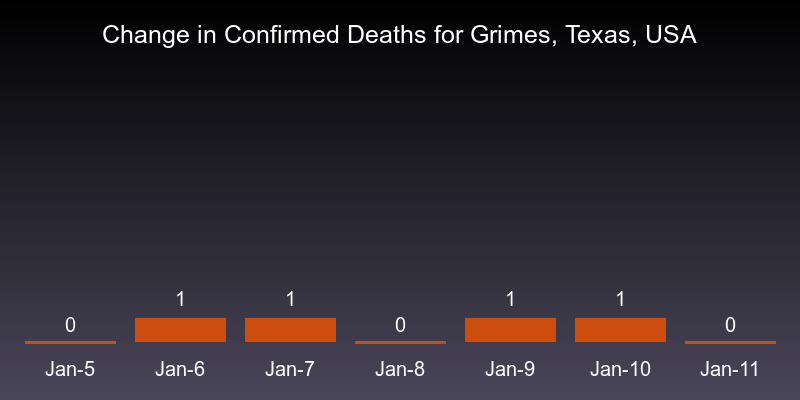 Change in Confirmed Deaths for Grimes, Texas, USA
0 1 1 0 1 1 0
Jan-5 Jan-6 Jan-7 Jan-8 Jan-9 Jan-10 Jan-11